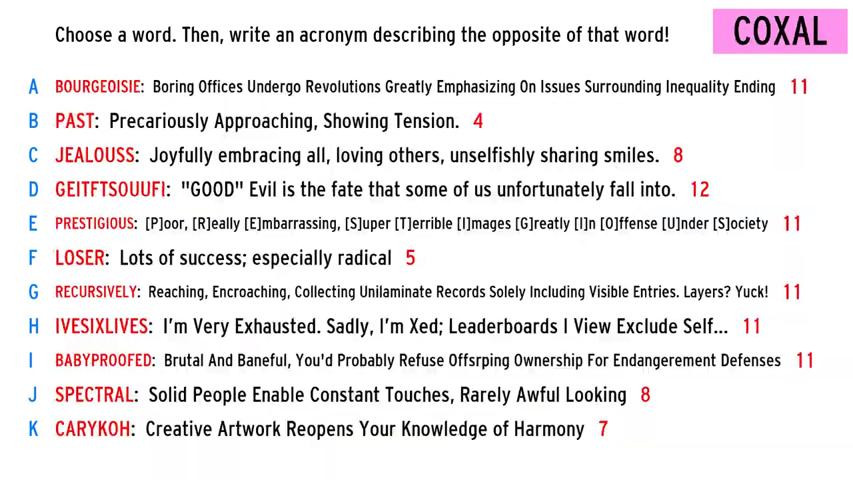 Choose a word. Then, write an acronym describing the opposite of that word!
COXAL
A BOURGEOISIE: Boring Offices Undergo Revolutions Greatly Emphasizing On Issues Surrounding Inequality Ending 11
B PAST: Precariously Approaching, Showing Tension. 4
C JEALOUSS: Joyfully embracing all, loving others, unselfishly sharing smiles. 8
D GEITFTSOUUFI: "GOOD" Evil is the fate that some of us unfortunately fall into. 12
E PRESTIGIOUS: [P]oor, [R]eally [E]mbarrassing, [S]uper [T]errible [I]mages [G]reatly [I]n [O]ffense [U]nder [S]ociety 11
F LOSER: Lots of success; especially radical 5
G RECURSIVELY: Reaching, Encroaching, Collecting Unilaminate Records Solely Including Visible Entries. Layers? Yuck! 11
H IVESIXLIVES: I'm Very Exhausted. Sadly, I'm Xed; Leaderboards I View Exclude Self... 11
I BABYPROOFED: Brutal And Baneful, You'd Probably Refuse Offsrping Ownership For Endangerement Defenses 11
J SPECTRAL: Solid People Enable Constant Touches, Rarely Awful Looking 8
K CARYKOH: Creative Artwork Reopens Your Knowledge of Harmony 7